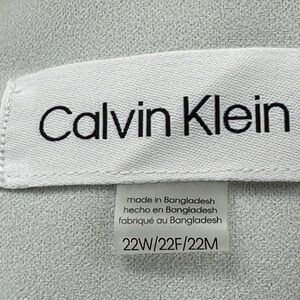 Calvin Klein
made in Bangladesh
hecho en Bangladesh
fabriqué au Bangladesh
22W/22F/22M